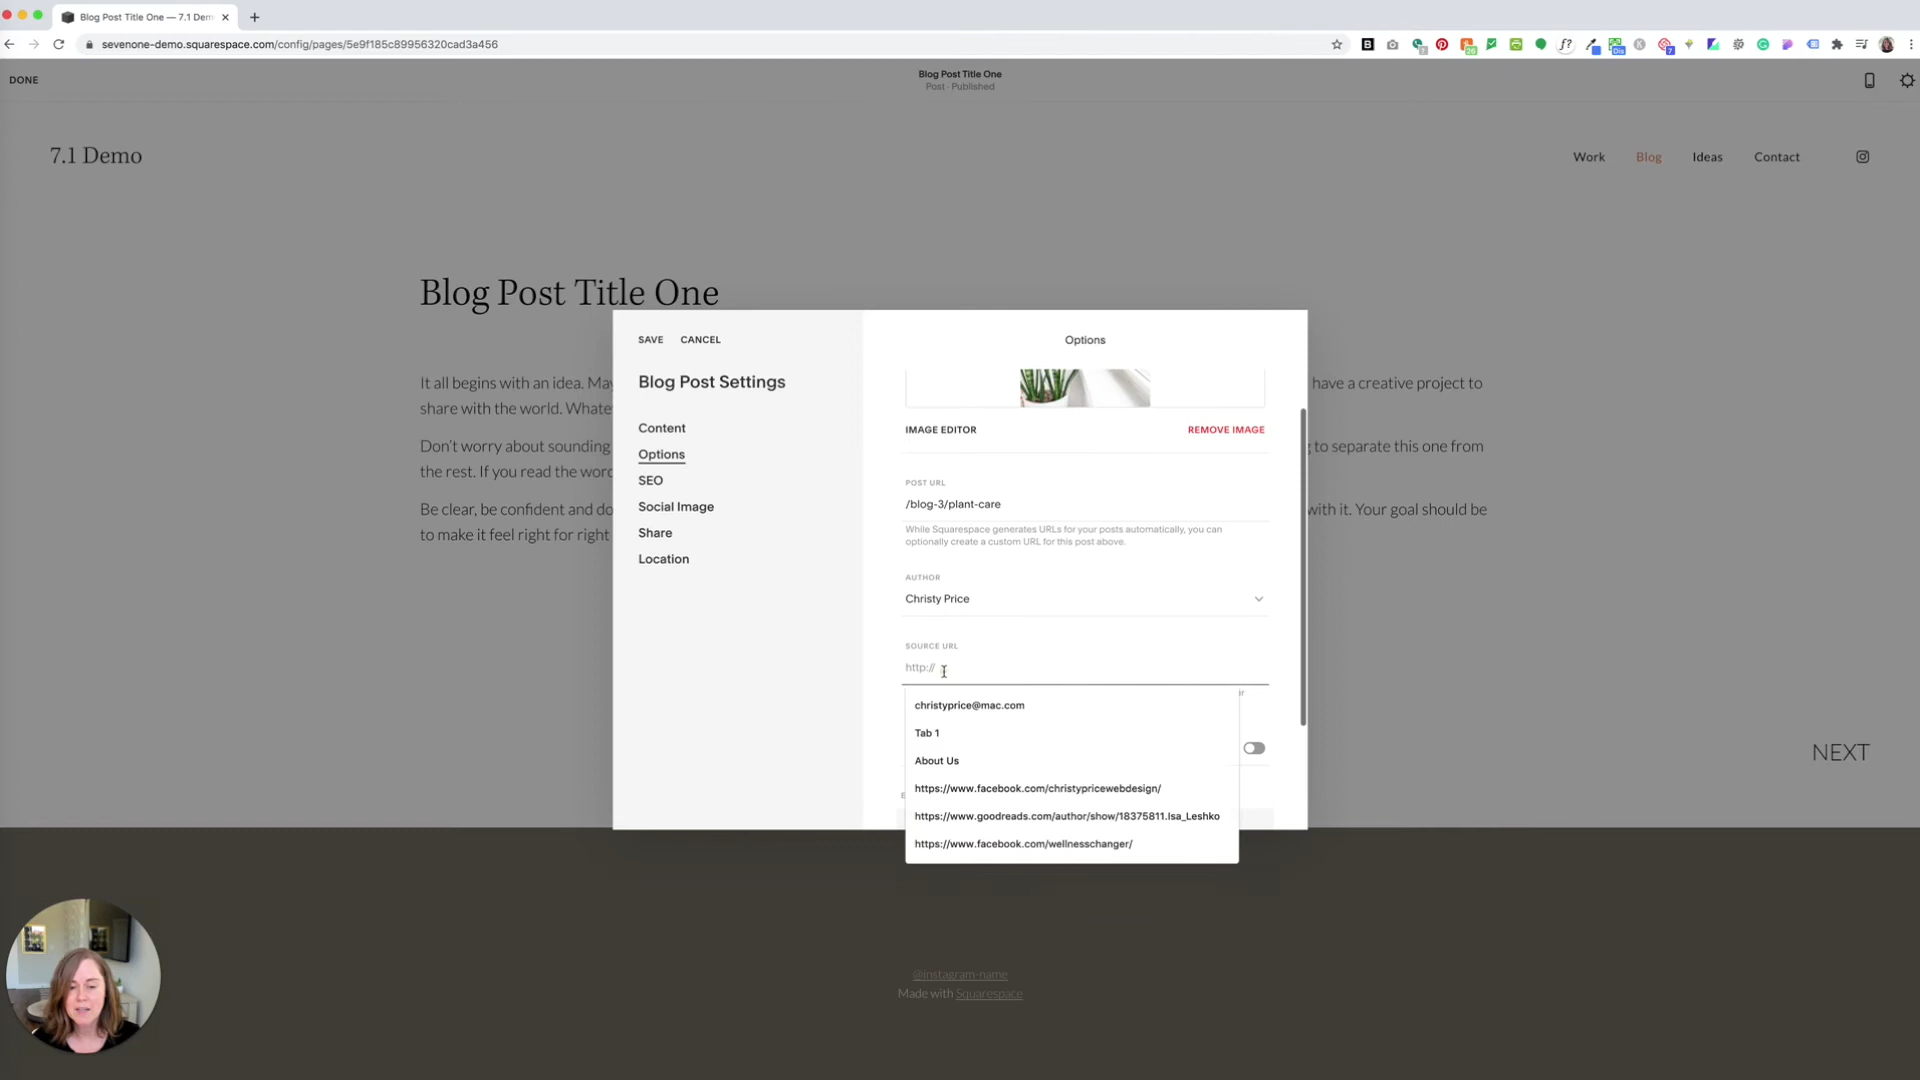 Blog Post Title One — 7.1 Dem
sevenone-demo.squarespace.com/config/pages/5e9f185c89956320cad3a456
DONE
Blog Post Title One
Post · Published
7.1 Demo
Work
Blog
Ideas
Contact
Blog Post Title One
It all begins with an idea. May
have a creative project to
share with the world. Whate
Don't worry about sounding
g to separate this one from
the rest. If you read the word
Be clear, be confident and do
with it. Your goal should be
to make it feel right for right
SAVE
CANCEL
Blog Post Settings
Content
Options
SEO
Social Image
Share
Location
Options
IMAGE EDITOR
REMOVE IMAGE
POST URL
/blog-3/plant-care
While Squarespace generates URLs for your posts automatically, you can
optionally create a custom URL for this post above.
AUTHOR
Christy Price
SOURCE URL
http://
christyprice@mac.com
Tab 1
About Us
https://www.facebook.com/christypricewebdesign/
https://www.goodreads.com/author/show/18375811.Isa_Leshko
https://www.facebook.com/wellnesschanger/
NEXT
@instagram-name
Made with Squarespace